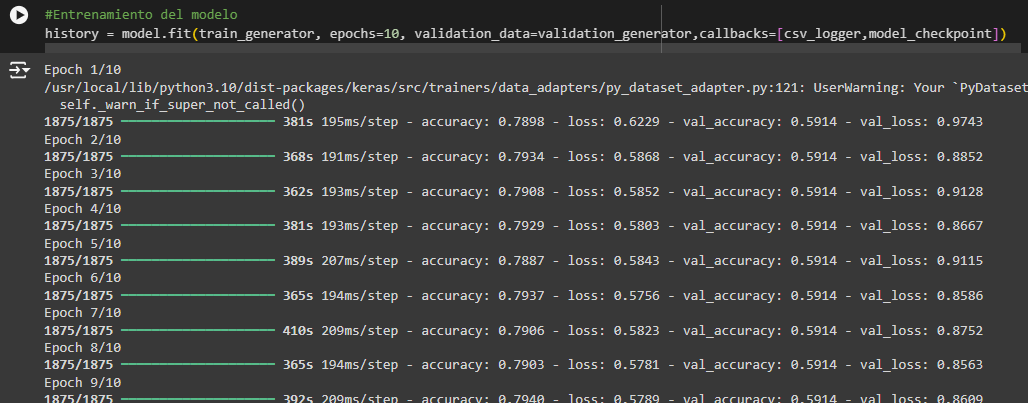 #Entrenamiento del modelo
history = model.fit(train_generator, epochs=10, validation_data=validation_generator,callbacks=[csv_logger,model_checkpoint])
Epoch 1/10
/usr/local/lib/python3.10/dist-packages/keras/src/trainers/data_adapters/py_dataset_adapter.py:121: UserWarning: Your `PyDataset
self._warn_if_super_not_called()
1875/1875 ━━━━━━━━━━━━━━━━━━━━ 381s 195ms/step - accuracy: 0.7898 - loss: 0.6229 - val_accuracy: 0.5914 - val_loss: 0.9743
Epoch 2/10
1875/1875 ━━━━━━━━━━━━━━━━━━━━ 368s 191ms/step - accuracy: 0.7934 - loss: 0.5868 - val_accuracy: 0.5914 - val_loss: 0.8852
Epoch 3/10
1875/1875 ━━━━━━━━━━━━━━━━━━━━ 362s 193ms/step - accuracy: 0.7908 - loss: 0.5852 - val_accuracy: 0.5914 - val_loss: 0.9128
Epoch 4/10
1875/1875 ━━━━━━━━━━━━━━━━━━━━ 381s 193ms/step - accuracy: 0.7929 - loss: 0.5803 - val_accuracy: 0.5914 - val_loss: 0.8667
Epoch 5/10
1875/1875 ━━━━━━━━━━━━━━━━━━━━ 389s 207ms/step - accuracy: 0.7887 - loss: 0.5843 - val_accuracy: 0.5914 - val_loss: 0.9115
Epoch 6/10
1875/1875 ━━━━━━━━━━━━━━━━━━━━ 365s 194ms/step - accuracy: 0.7937 - loss: 0.5756 - val_accuracy: 0.5914 - val_loss: 0.8586
Epoch 7/10
1875/1875 ━━━━━━━━━━━━━━━━━━━━ 410s 209ms/step - accuracy: 0.7906 - loss: 0.5823 - val_accuracy: 0.5914 - val_loss: 0.8752
Epoch 8/10
1875/1875 ━━━━━━━━━━━━━━━━━━━━ 365s 194ms/step - accuracy: 0.7903 - loss: 0.5781 - val_accuracy: 0.5914 - val_loss: 0.8563
Epoch 9/10
1875/1875 ━━━━━━━━━━━━━━━━━━━━ 392s 209ms/step - accuracy: 0.7940 - loss: 0.5789 - val_accuracy: 0.5914 - val_loss: 0.8609